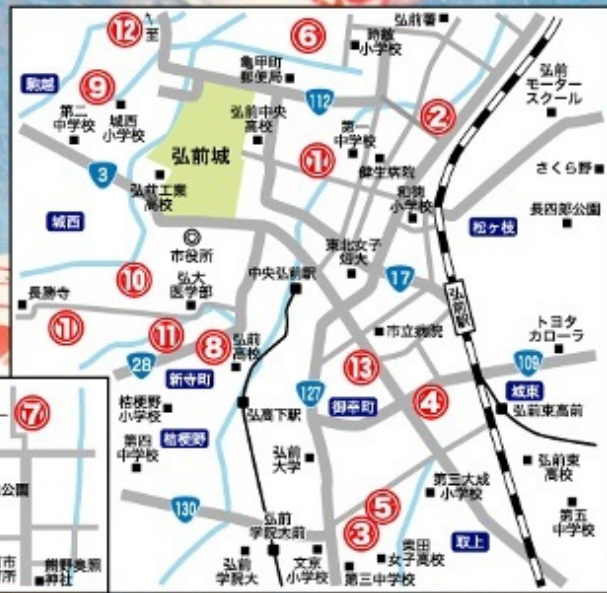 ⑫
至
⑥
弘前署
時敏
小学校
亀甲町
郵便局
駒越
⑨
第二
中学校
城西
小学校
112
弘前中央
高校
②
弘前
モーター
スクール
弘前城
①
第一
中学校
健生病院
さくら野
3
弘前工業
高校
和徳
小学校
長四郎公園
城西
松ヶ枝
市役所
東北女子
短大
⑩
弘大
医学部
中央弘前駅
17
弘前駅
長勝寺
①
⑪
28
⑧
弘前
高校
市立病院
トヨタ
カローラ
⑬
109
新寺町
桔梗野
小学校
127
御幸町
④
城東
弘前東高前
弘高下駅
⑦
桔梗野
第四
中学校
弘前
大学
弘前東
高校
公園
第三大成
小学校
⑤
第五
中学校
130
③
弘前
学院大前
取上
柴田
女子高校
弘前
学院大
文京
小学校
第三中学校
熊野奥照
神社